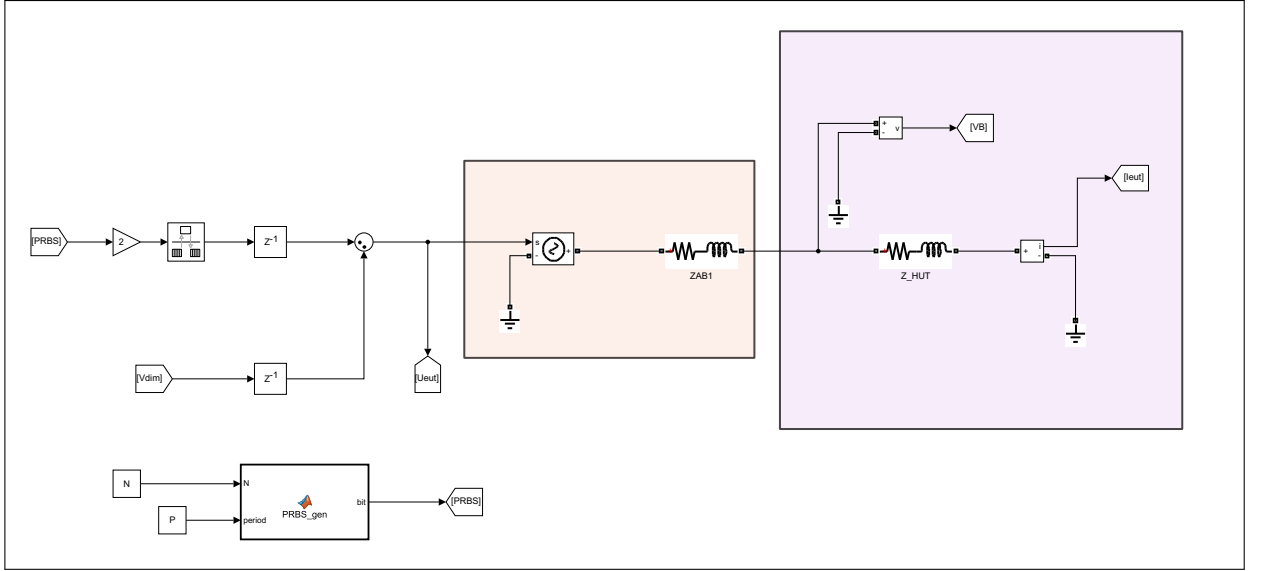 [VB]
[Ieut]
[PRBS]
2
Z-1
s
-
+
ZAB1
+
-
v
Z_HUT
+
i
-
[Vdim]
Z-1
[Ueut]
N
P
N
period
PRBS_gen
bit
[PRBS]